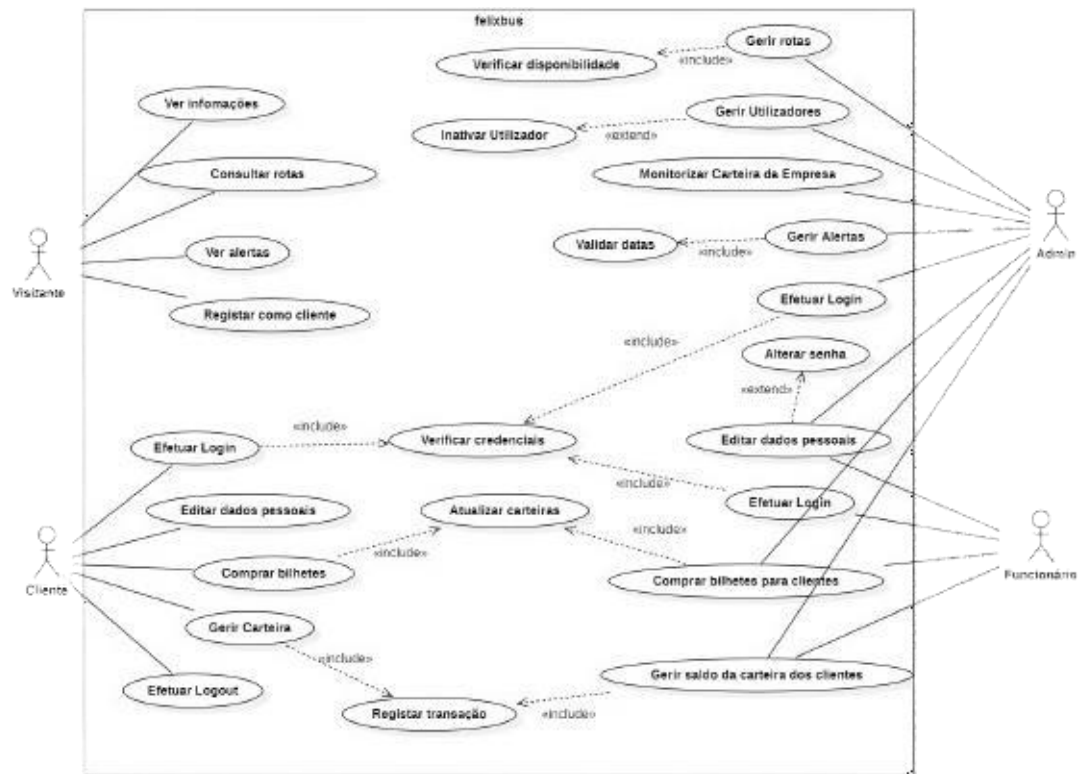 felixbus
Gerir rotas
Verificar disponibilidade
«include»
Ver infomações
Gerir Utilizadores
Inativar Utilizador
«extend»
Consultar rotas
Monitorizar Carteira da Empresa
Ver alertas
Validar datas
Gerir Alertas
«include»
Admin
Visitante
Registar como cliente
Efetuar Login
«include»
Alterar senha
«extend»
«include»
Efetuar Login
Verificar credenciais
Editar dados pessoais
«include»
Editar dados pessoais
Atualizar carteiras
Efetuar Login
«include»
«include»
Comprar bilhetes
Comprar bilhetes para clientes
Cliente
Funcionário
Gerir Carteira
«include»
Efetuar Logout
Gerir saldo da carteira dos clientes
Registar transação
«include»